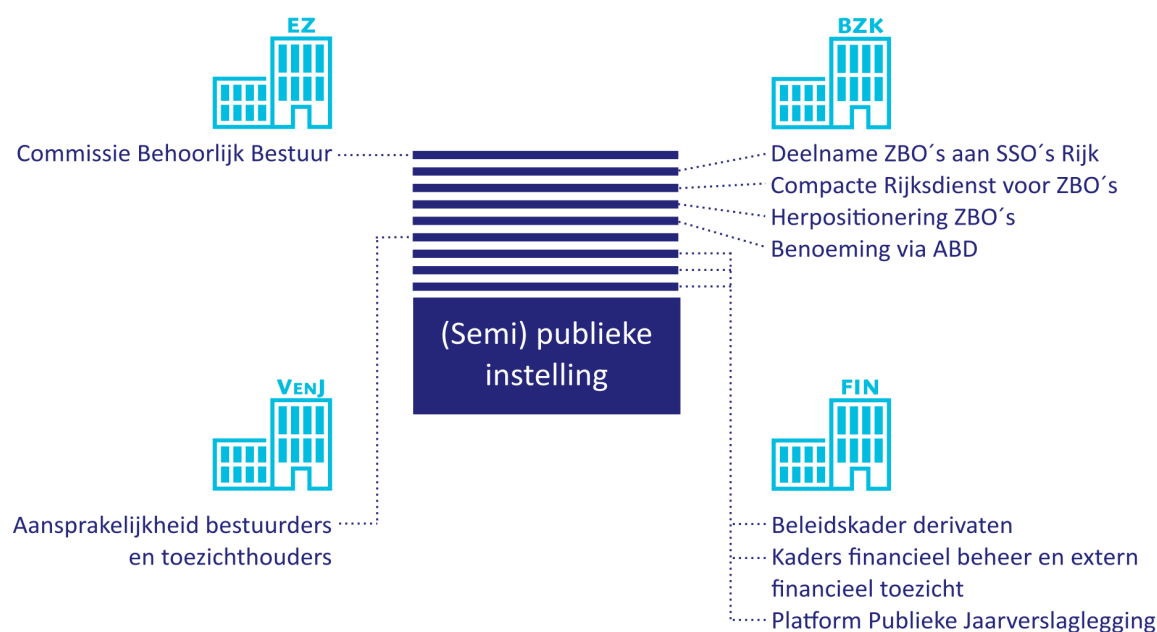 EZ
Commissie Behoorlijk Bestuur
BZK
Deelname ZBO´s aan SSO´s Rijk
Compacte Rijksdienst voor ZBO´s
Herpositionering ZBO´s
Benoeming via ABD
(Semi) publieke
instelling
VENJ
Aansprakelijkheid bestuurders
en toezichthouders
FIN
Beleidskader derivaten
Kaders financieel beheer en extern
financieel toezicht
Platform Publieke Jaarverslaglegging